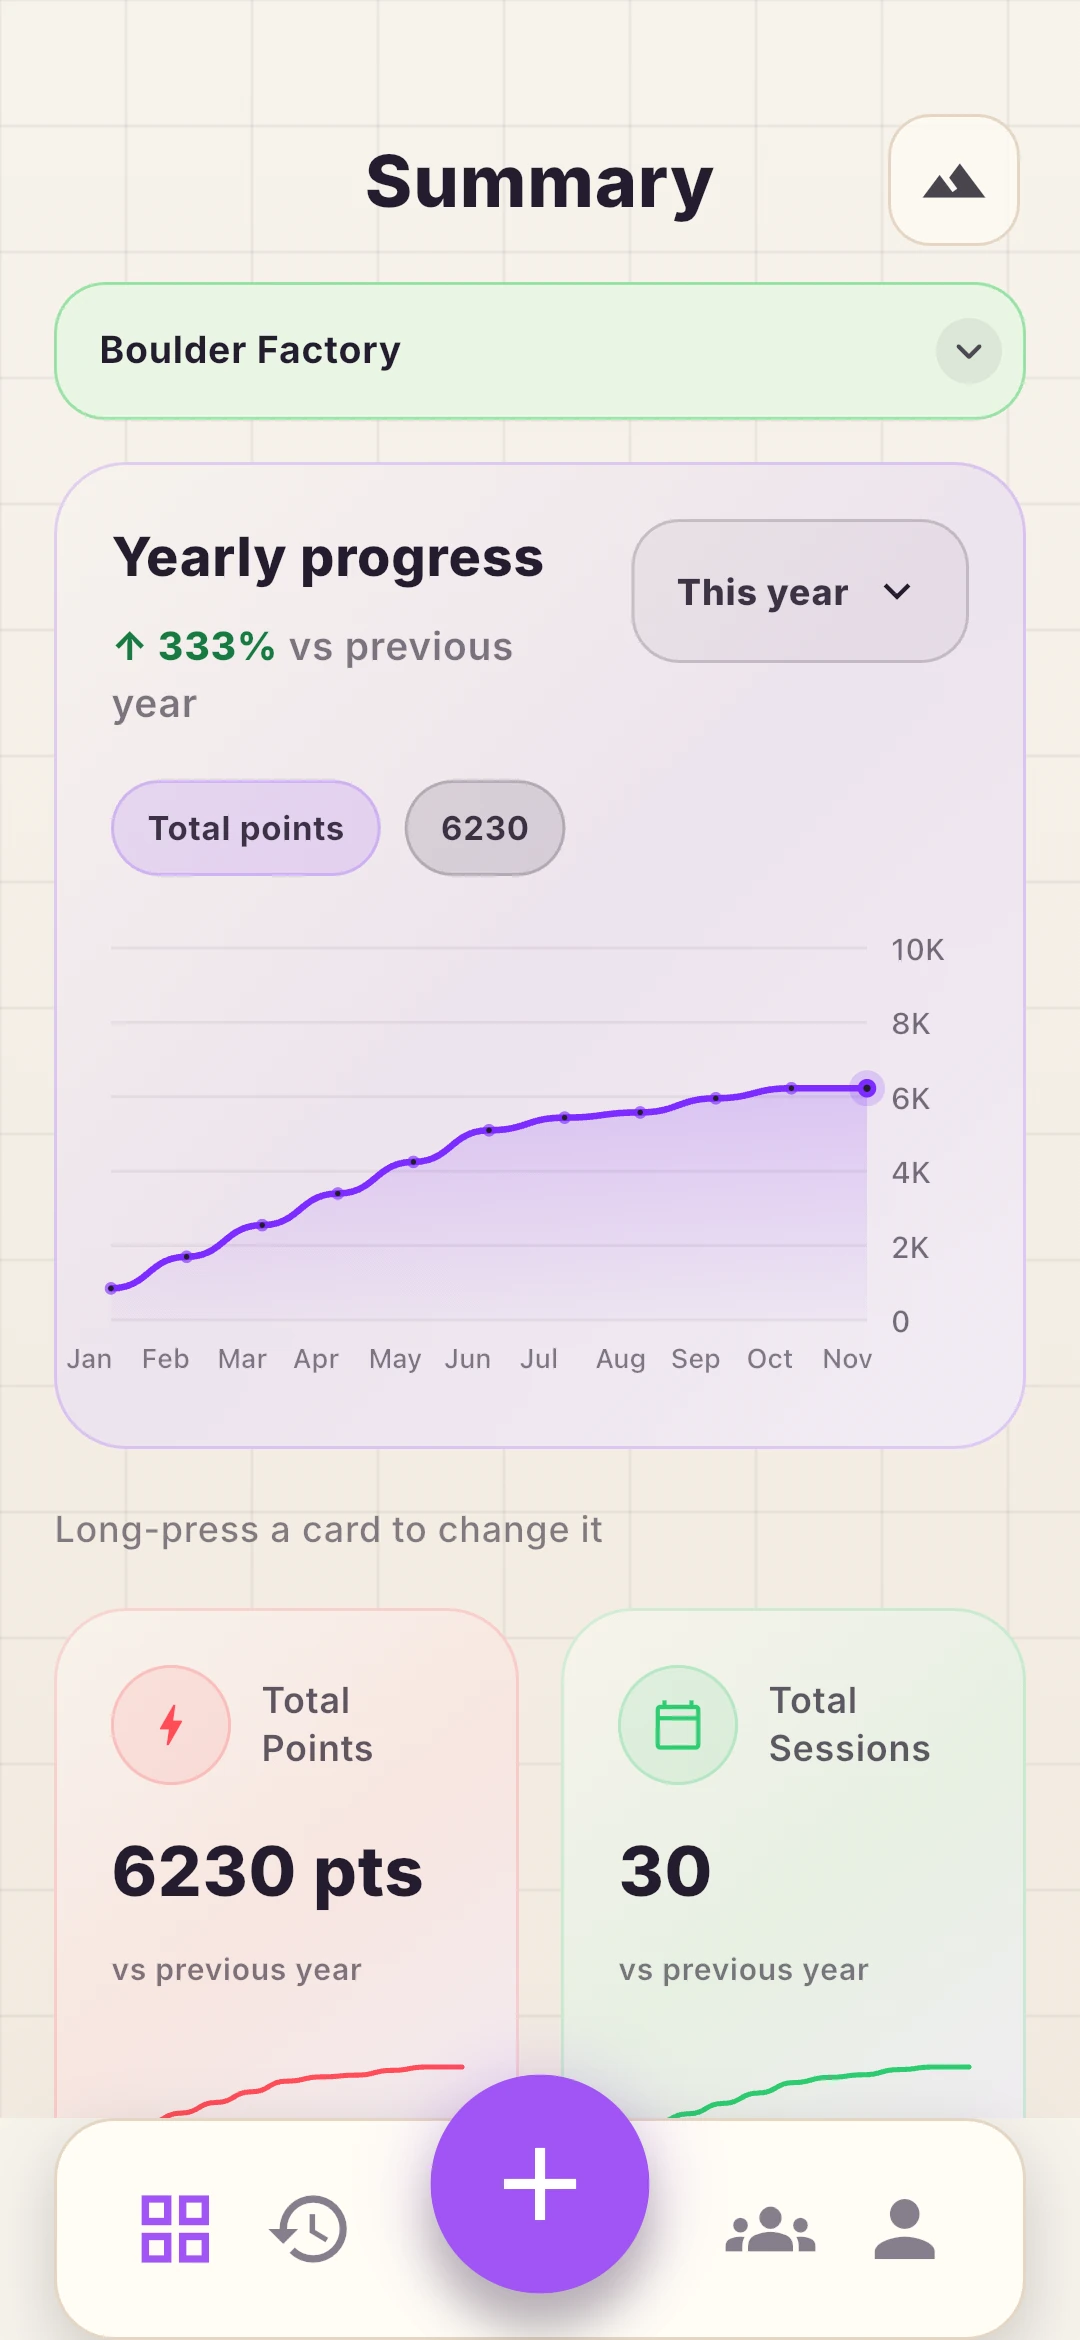 Summary
Boulder Factory
Yearly progress
This year
↑ 333% vs previous
year
Total points
6230
10K
8K
6K
4K
2K
0
Jan Feb Mar Apr May Jun Jul Aug Sep Oct Nov
Long-press a card to change it
Total
Points
6230 pts
vs previous year
Total
Sessions
30
vs previous year